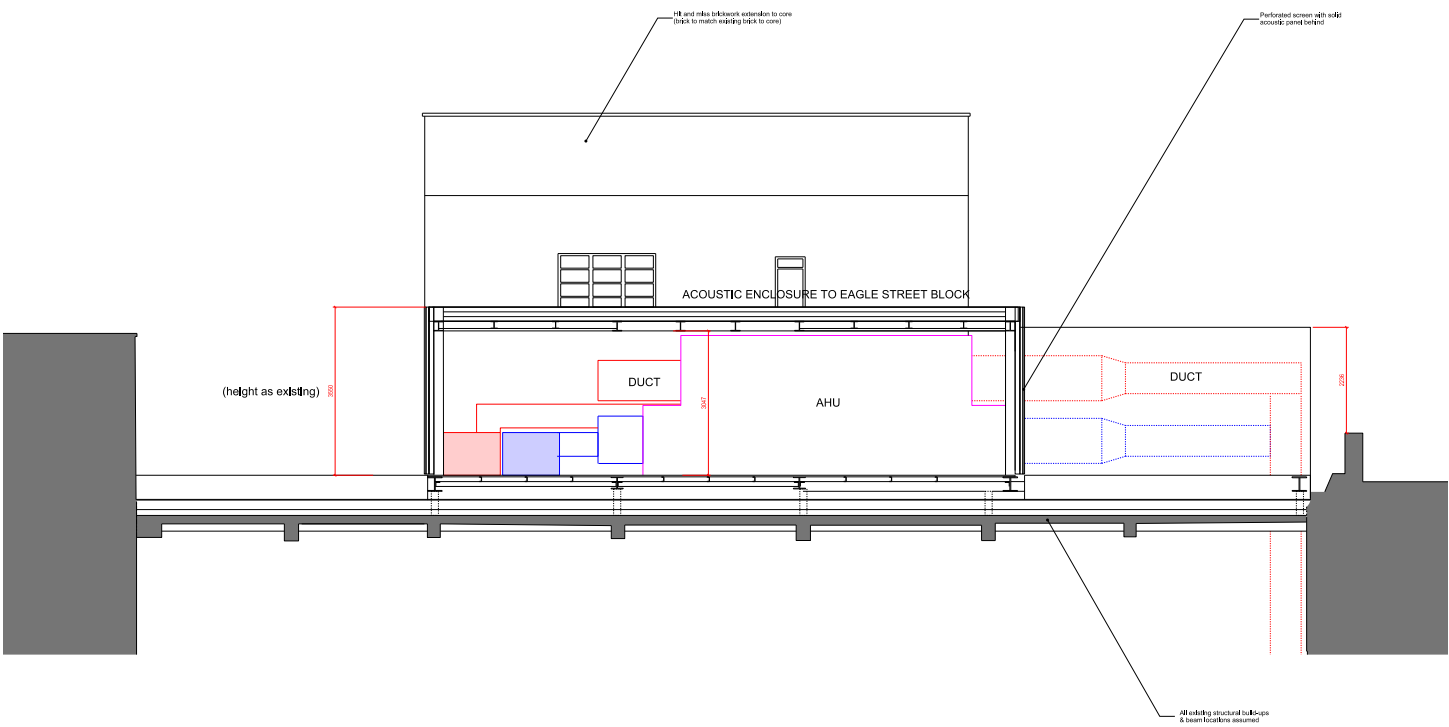 Hit and miss brickwork extension to core
(brick to match existing brick to core)
Perforated screen with solid
acoustic panel behind
ACOUSTIC ENCLOSURE TO EAGLE STREET BLOCK
(height as existing)
3550
DUCT
3047
AHU
DUCT
2236
All existing structural build-ups
& beam locations assumed